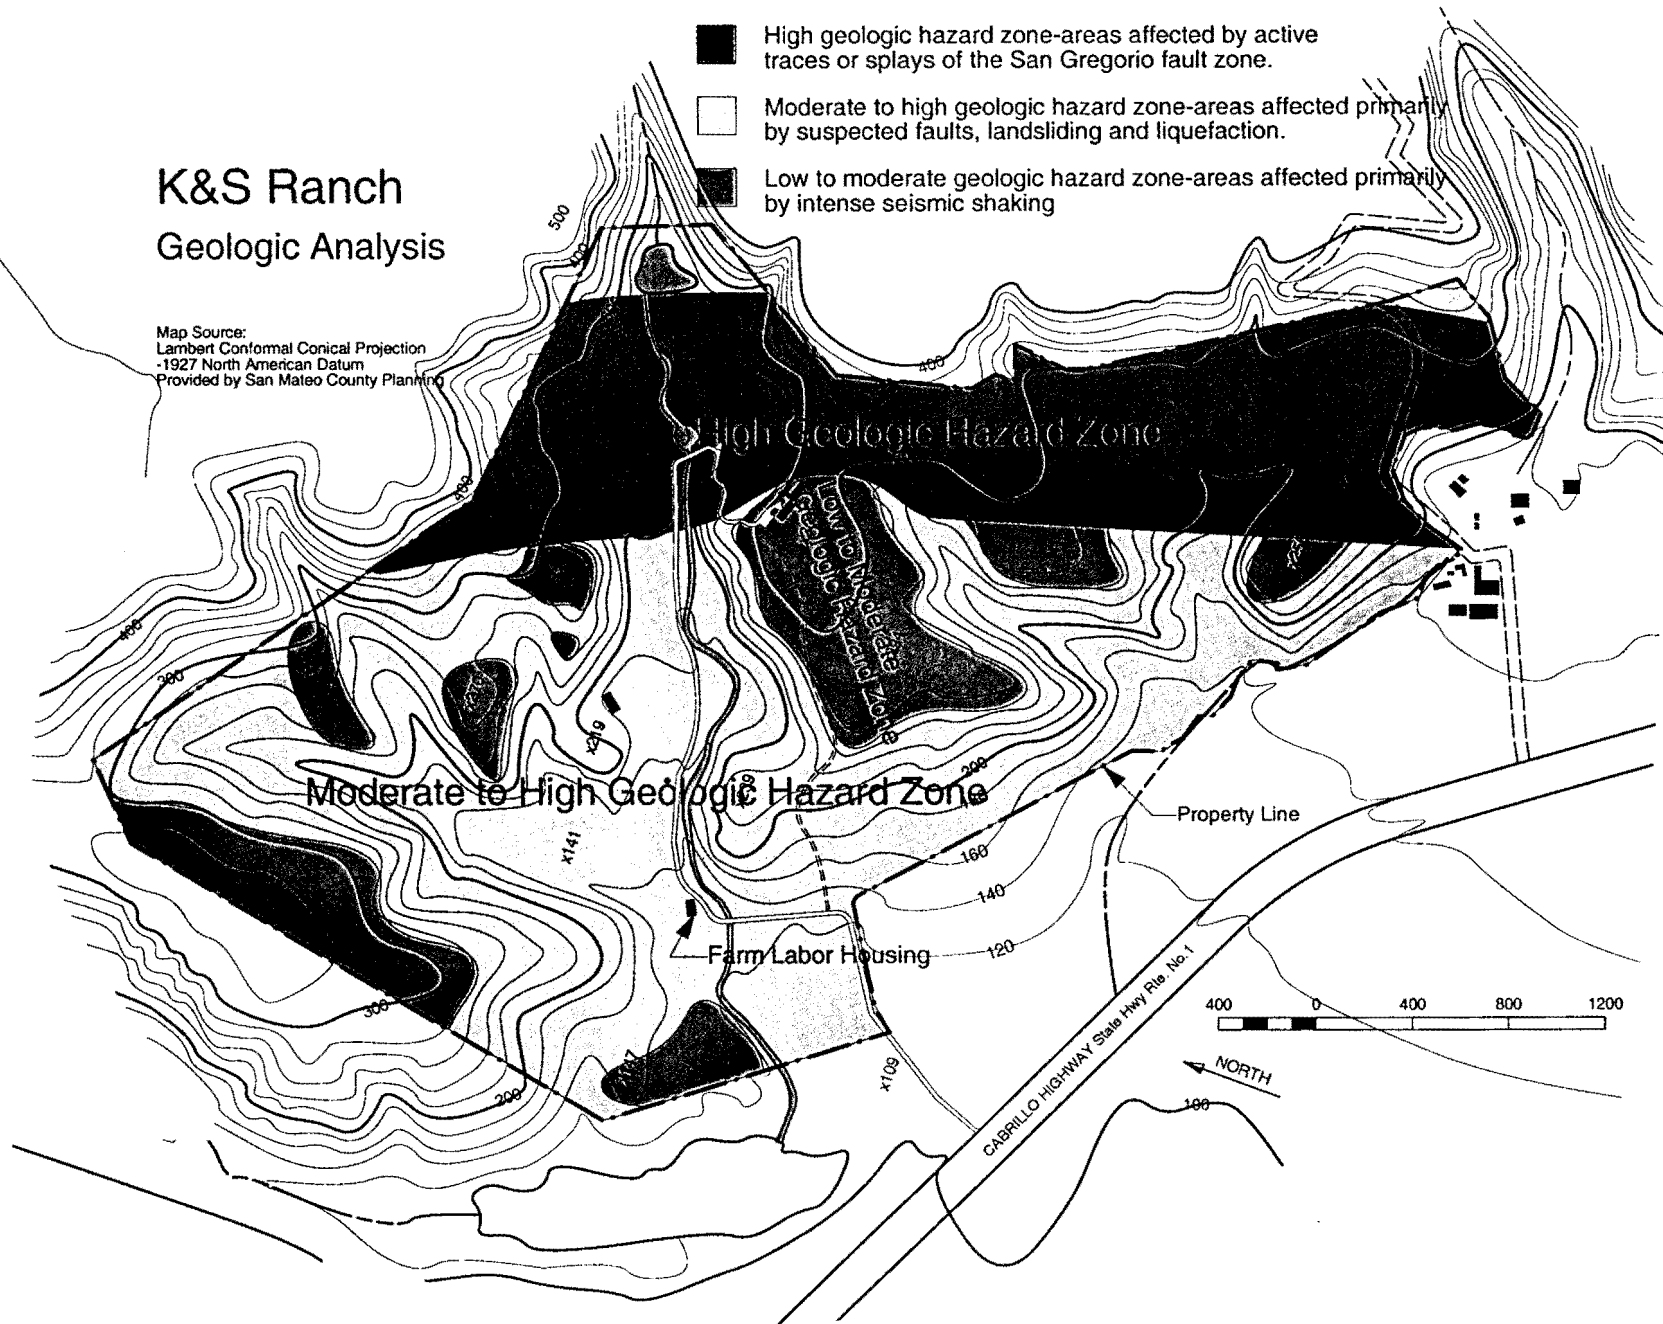 High geologic hazard zone-areas affected by active
traces or splays of the San Gregorio fault zone.
Moderate to high geologic hazard zone-areas affected primarily
by suspected faults, landsliding and liquefaction.
Low to moderate geologic hazard zone-areas affected primarily
by intense seismic shaking
K&S Ranch
Geologic Analysis
Map Source:
Lambert Conformal Conical Projection
-1927 North American Datum
Provided by San Mateo County Planning
500
400
400
400
High Geologic Hazard Zone
Low to Moderate
Geologic Hazard Zone
400
300
x219
200
Moderate to High Geologic Hazard Zone
Property Line
x141
160
140
120
Farm Labor Housing
300
200
x109
CABRILLO HIGHWAY State Hwy Rte. No.1
400 0 400 800 1200
NORTH
100